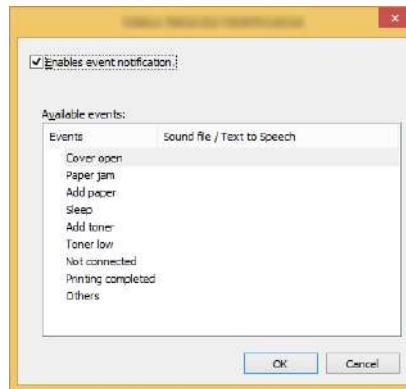 Enables event notification.
Available events:
Events Sound file / Text to Speech
Cover open
Paper jam
Add paper
Sleep
Add toner
Toner low
Not connected
Printing completed
Others
OK Cancel